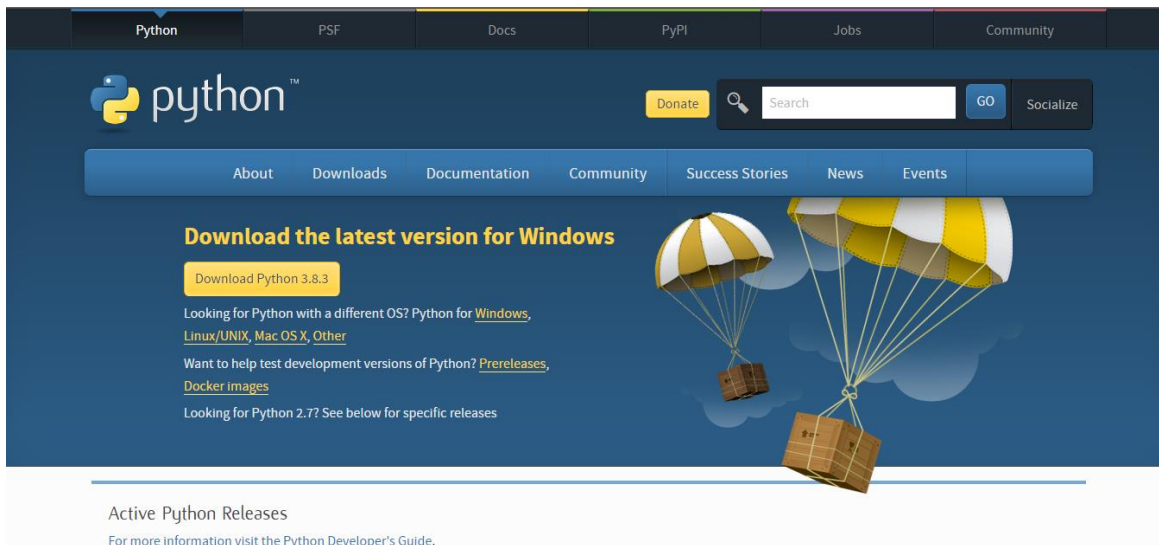 Python PSF Docs PyPI Jobs Community
python™
Donate Search GO Socialize
About Downloads Documentation Community Success Stories News Events
Download the latest version for Windows
Download Python 3.8.3
Looking for Python with a different OS? Python for Windows,
Linux/UNIX, Mac OS X, Other
Want to help test development versions of Python? Prereleases,
Docker images
Looking for Python 2.7? See below for specific releases
Active Python Releases
For more information visit the Python Developer's Guide.